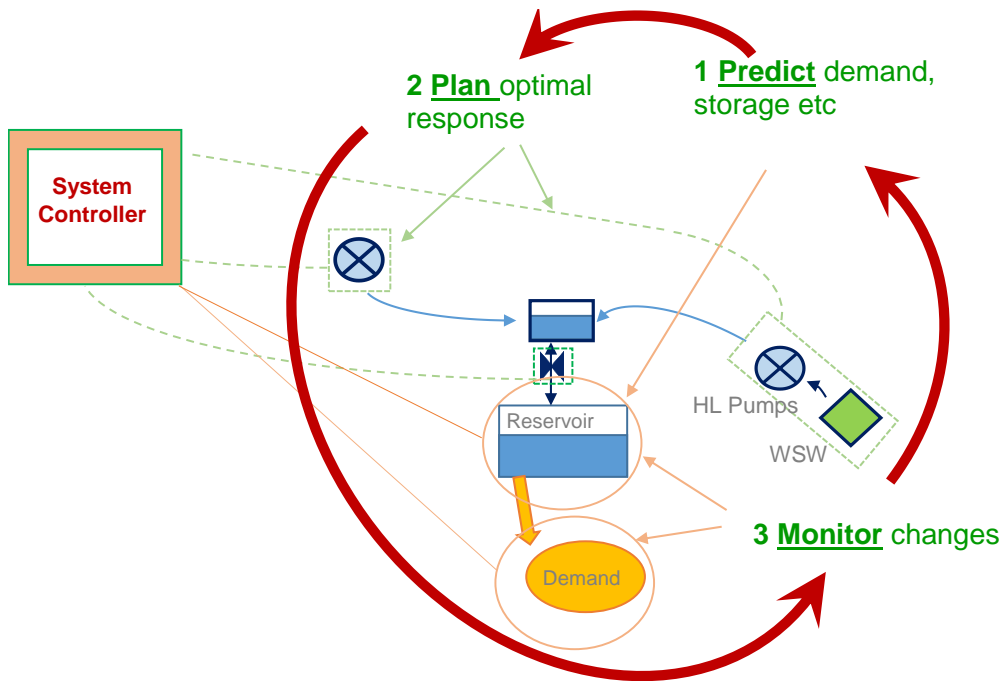 2 Plan optimal
response
1 Predict demand,
storage etc
System
Controller
HL Pumps
Reservoir
WSW
3 Monitor changes
Demand